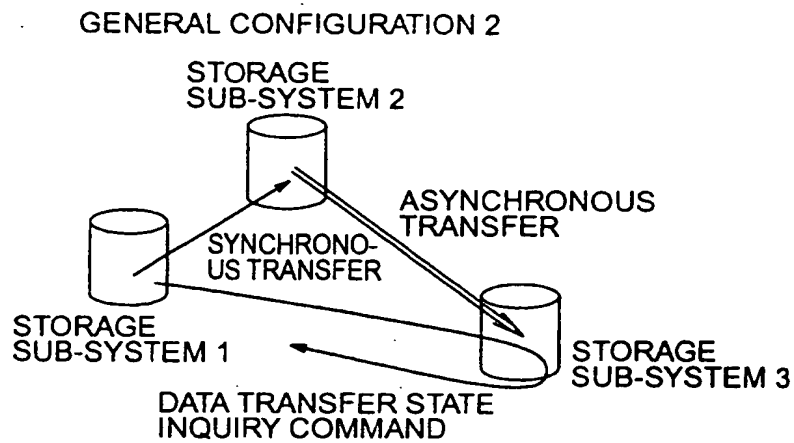 GENERAL CONFIGURATION 2
STORAGE
SUB-SYSTEM 2
ASYNCHRONOUS
TRANSFER
SYNCHRONO-
US TRANSFER
STORAGE
SUB-SYSTEM 1
STORAGE
SUB-SYSTEM 3
DATA TRANSFER STATE
INQUIRY COMMAND